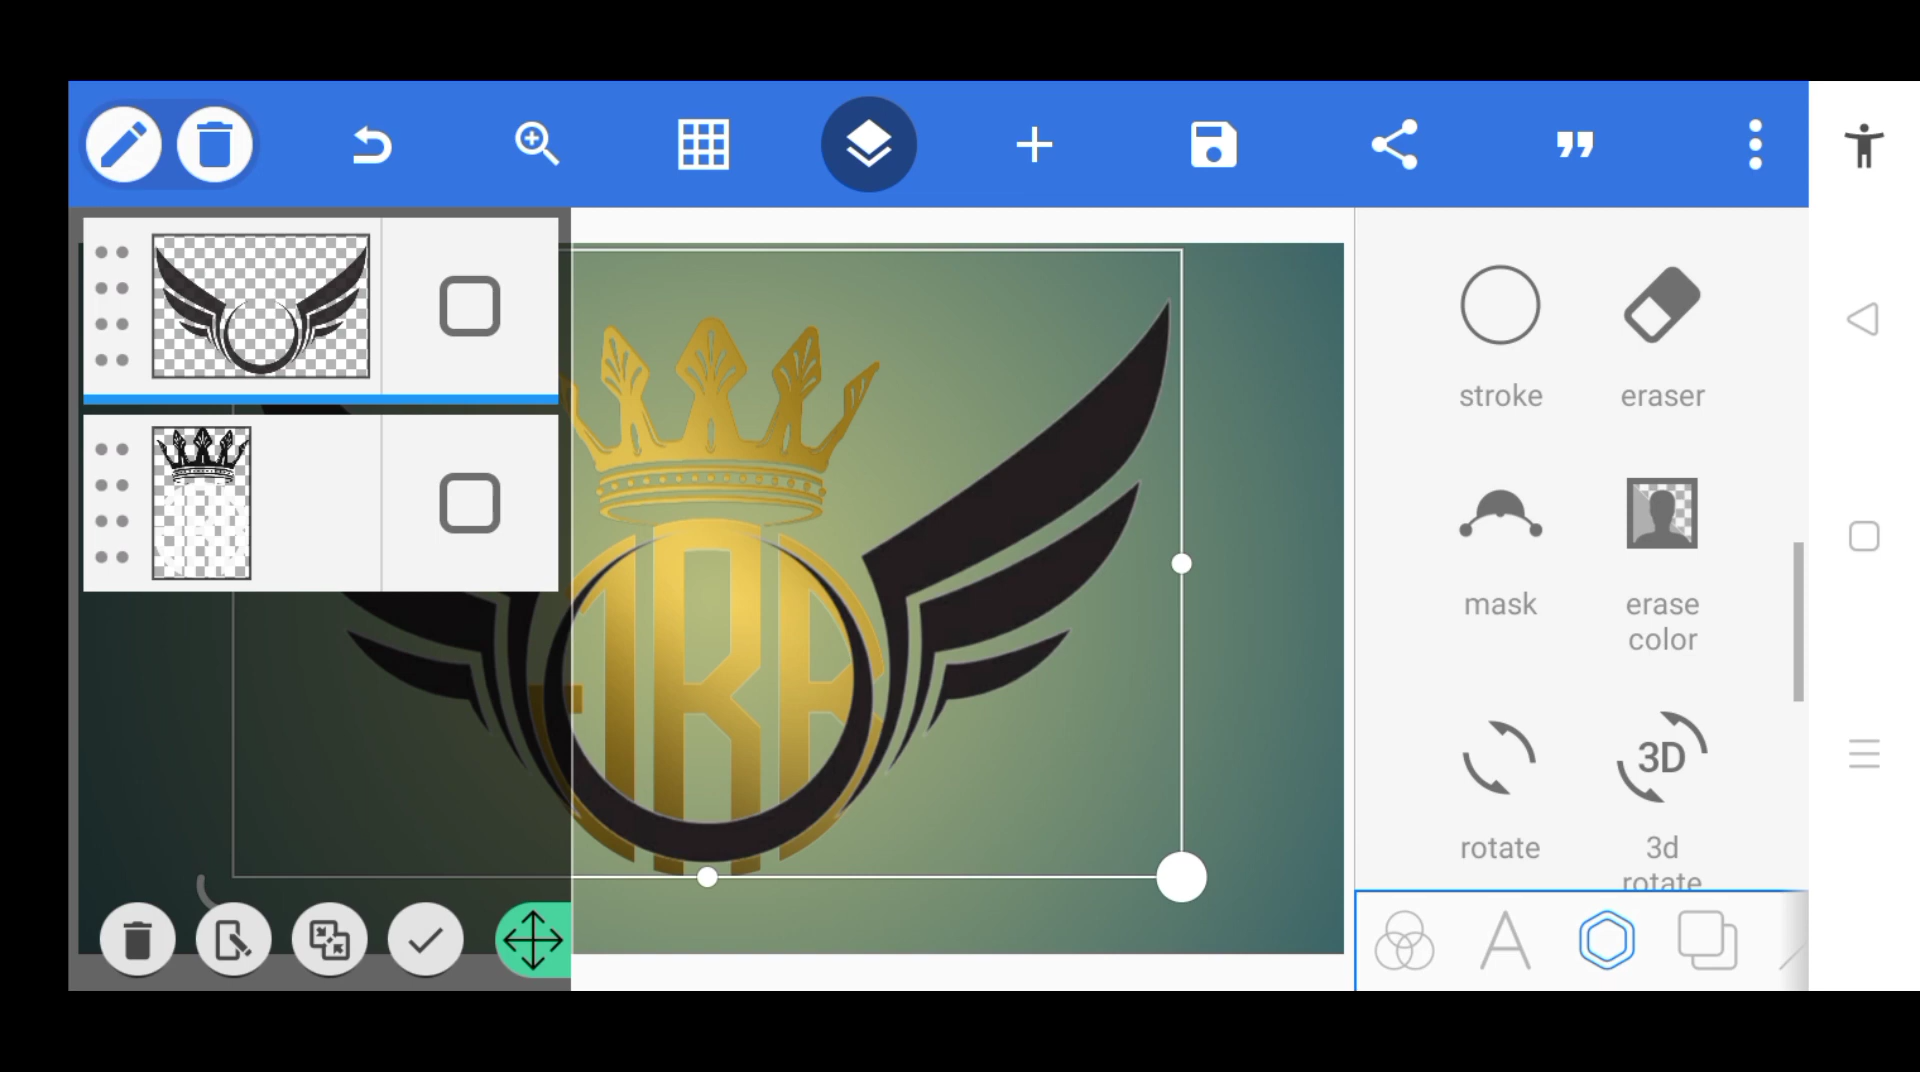 stroke
eraser
mask
erase
color
rotate
3D
3d
rotate